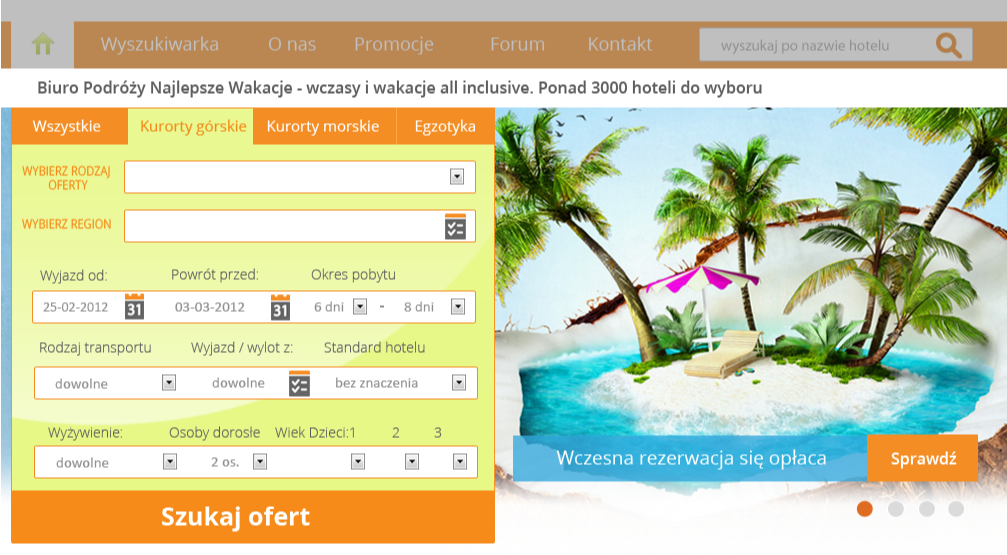 Wyszukiwarka O nas Promocje Forum Kontakt wyszukaj po nazwie hotelu
Biuro Podróży Najlepsze Wakacje - wczasy i wakacje all inclusive. Ponad 3000 hoteli do wyboru
Wszystkie Kurorty górskie Kurorty morskie Egzotyka
WYBIERZ RODZAJ
OFERTY
WYBIERZ REGION
Wyjazd od: Powrót przed: Okres pobytu
25-02-2012 31 03-03-2012 31 6 dni - 8 dni
Rodzaj transportu Wyjazd / wylot z: Standard hotelu
dowolne dowolne bez znaczenia
Wyżywienie: Osoby dorosłe Wiek Dzieci:1 2 3
dowolne 2 os.
Szukaj ofert
Wczesna rezerwacja się opłaca Sprawdź